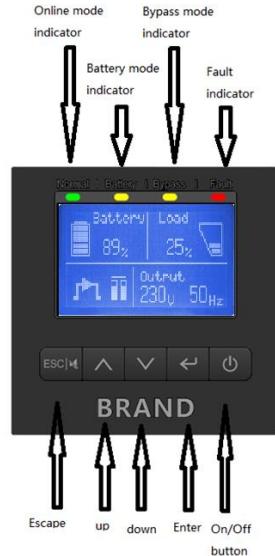 Online mode indicator
Bypass mode indicator
Battery mode indicator
Fault indicator
Normal | Battery | Bypass | Fault
Battery Load
89% 25%
Output
230V 50Hz
ESC
BRAND
Escape up down Enter On/Off button